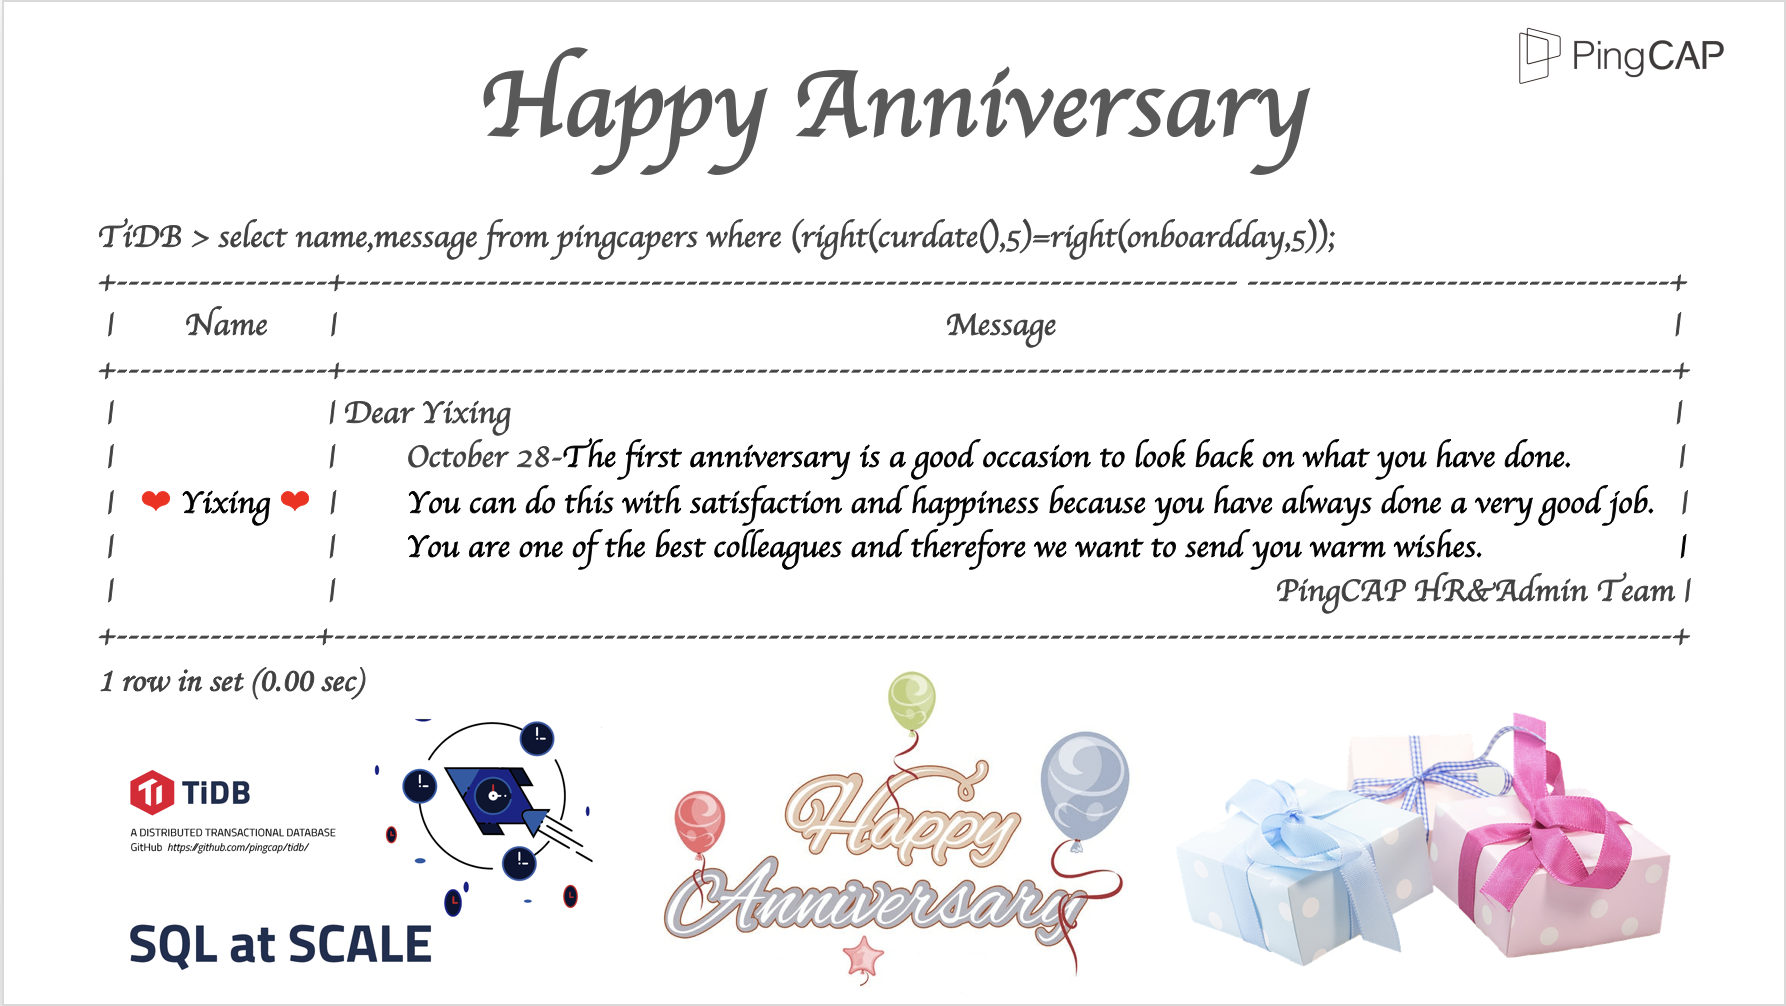 PingCAP
Happy Anniversary
TiDB > select name,message from pingcapers where (right(curdate(),5)=right(onboardday,5));
+------------------+---------------------------------------------------------------------------- ------------------------------------+
| Name | Message |
+------------------+-----------------------------------------------------------------------------------------------------------------+
| | Dear Yixing |
| | October 28-The first anniversary is a good occasion to look back on what you have done. |
| ❤ Yixing ❤ | You can do this with satisfaction and happiness because you have always done a very good job. |
| | You are one of the best colleagues and therefore we want to send you warm wishes. |
| | PingCAP HR&Admin Team |
+-----------------+------------------------------------------------------------------------------------------------------------------+
1 row in set (0.00 sec)
TiDB
A DISTRIBUTED TRANSACTIONAL DATABASE
GitHub https://github.com/pingcap/tidb/
SQL at SCALE
Happy
Anniversary